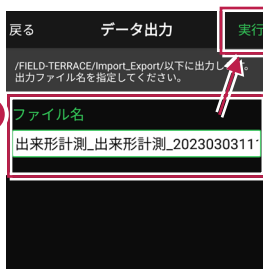 戻る データ出力 実行
/FIELD-TERRACE/Import_Export/以下に出力します。
出力ファイル名を指定してください。
ファイル名
出来形計測_出来形計測_2023030311